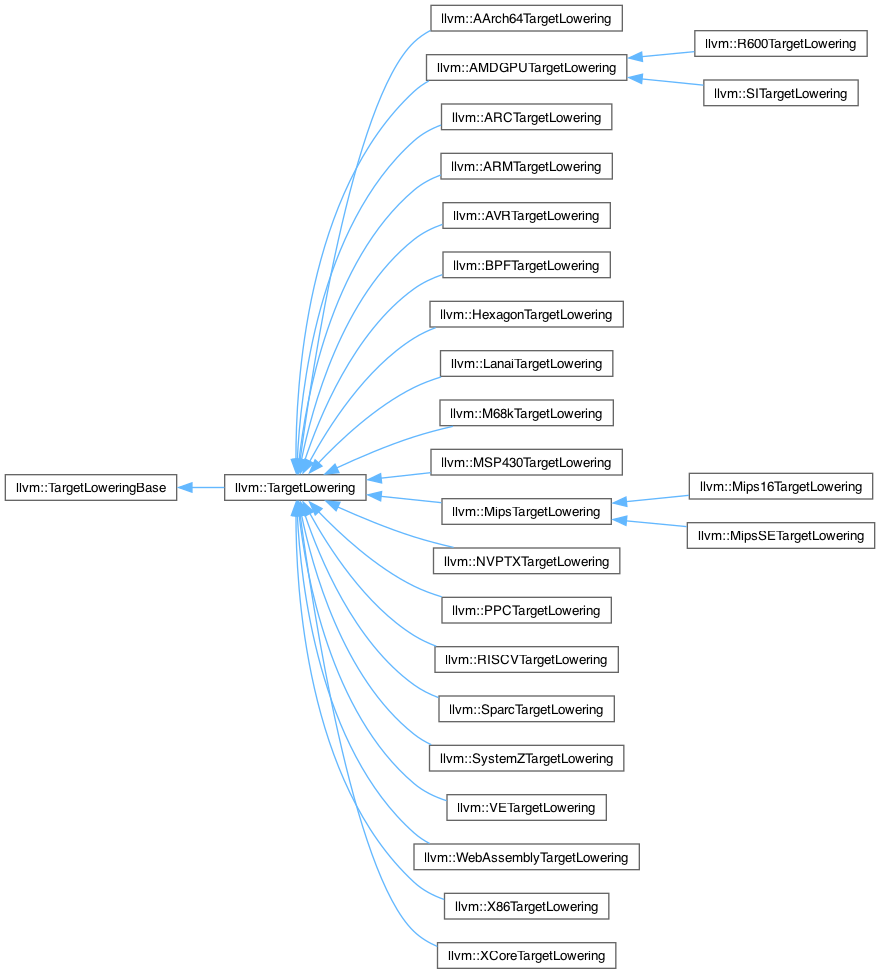 llvm::AArch64TargetLowering
llvm::R600TargetLowering
llvm::AMDGPUTargetLowering
llvm::SITargetLowering
llvm::ARCTargetLowering
llvm::ARMTargetLowering
llvm::AVRTargetLowering
llvm::BPFTargetLowering
llvm::HexagonTargetLowering
llvm::LanaiTargetLowering
llvm::M68kTargetLowering
llvm::MSP430TargetLowering
llvm::TargetLoweringBase
llvm::TargetLowering
llvm::Mips16TargetLowering
llvm::MipsTargetLowering
llvm::MipsSETargetLowering
llvm::NVPTXTargetLowering
llvm::PPCTargetLowering
llvm::RISCVTargetLowering
llvm::SparcTargetLowering
llvm::SystemZTargetLowering
llvm::VETargetLowering
llvm::WebAssemblyTargetLowering
llvm::X86TargetLowering
llvm::XCoreTargetLowering